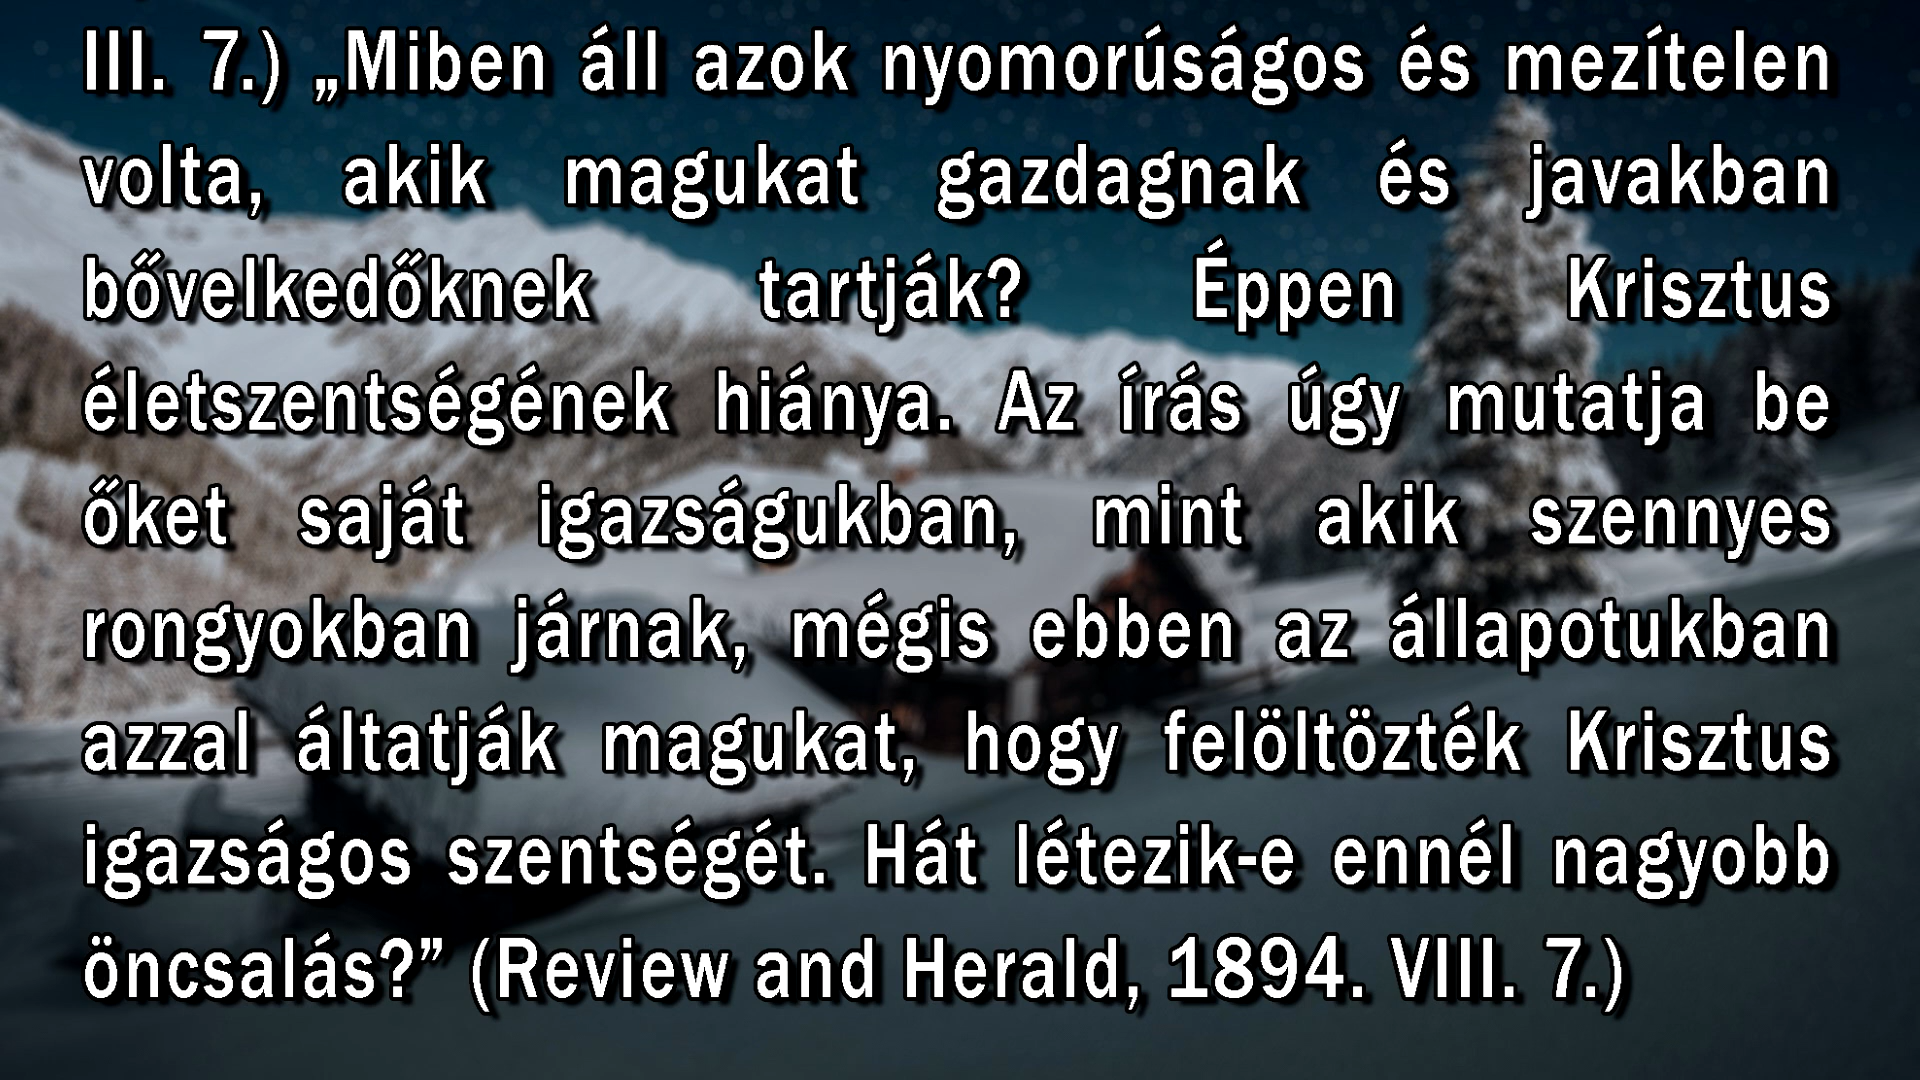 III. 7.) „Miben áll azok nyomorúságos és mezítelen
volta, akik magukat gazdagnak és javakban
bővelkedőknek tartják? Éppen Krisztus
életszentségének hiánya. Az írás úgy mutatja be
őket saját igazságukban, mint akik szennyes
rongyokban járnak, mégis ebben az állapotukban
azzal áltatják magukat, hogy felöltözték Krisztus
igazságos szentségét. Hát létezik-e ennél nagyobb
öncsalás?” (Review and Herald, 1894. VIII. 7.)